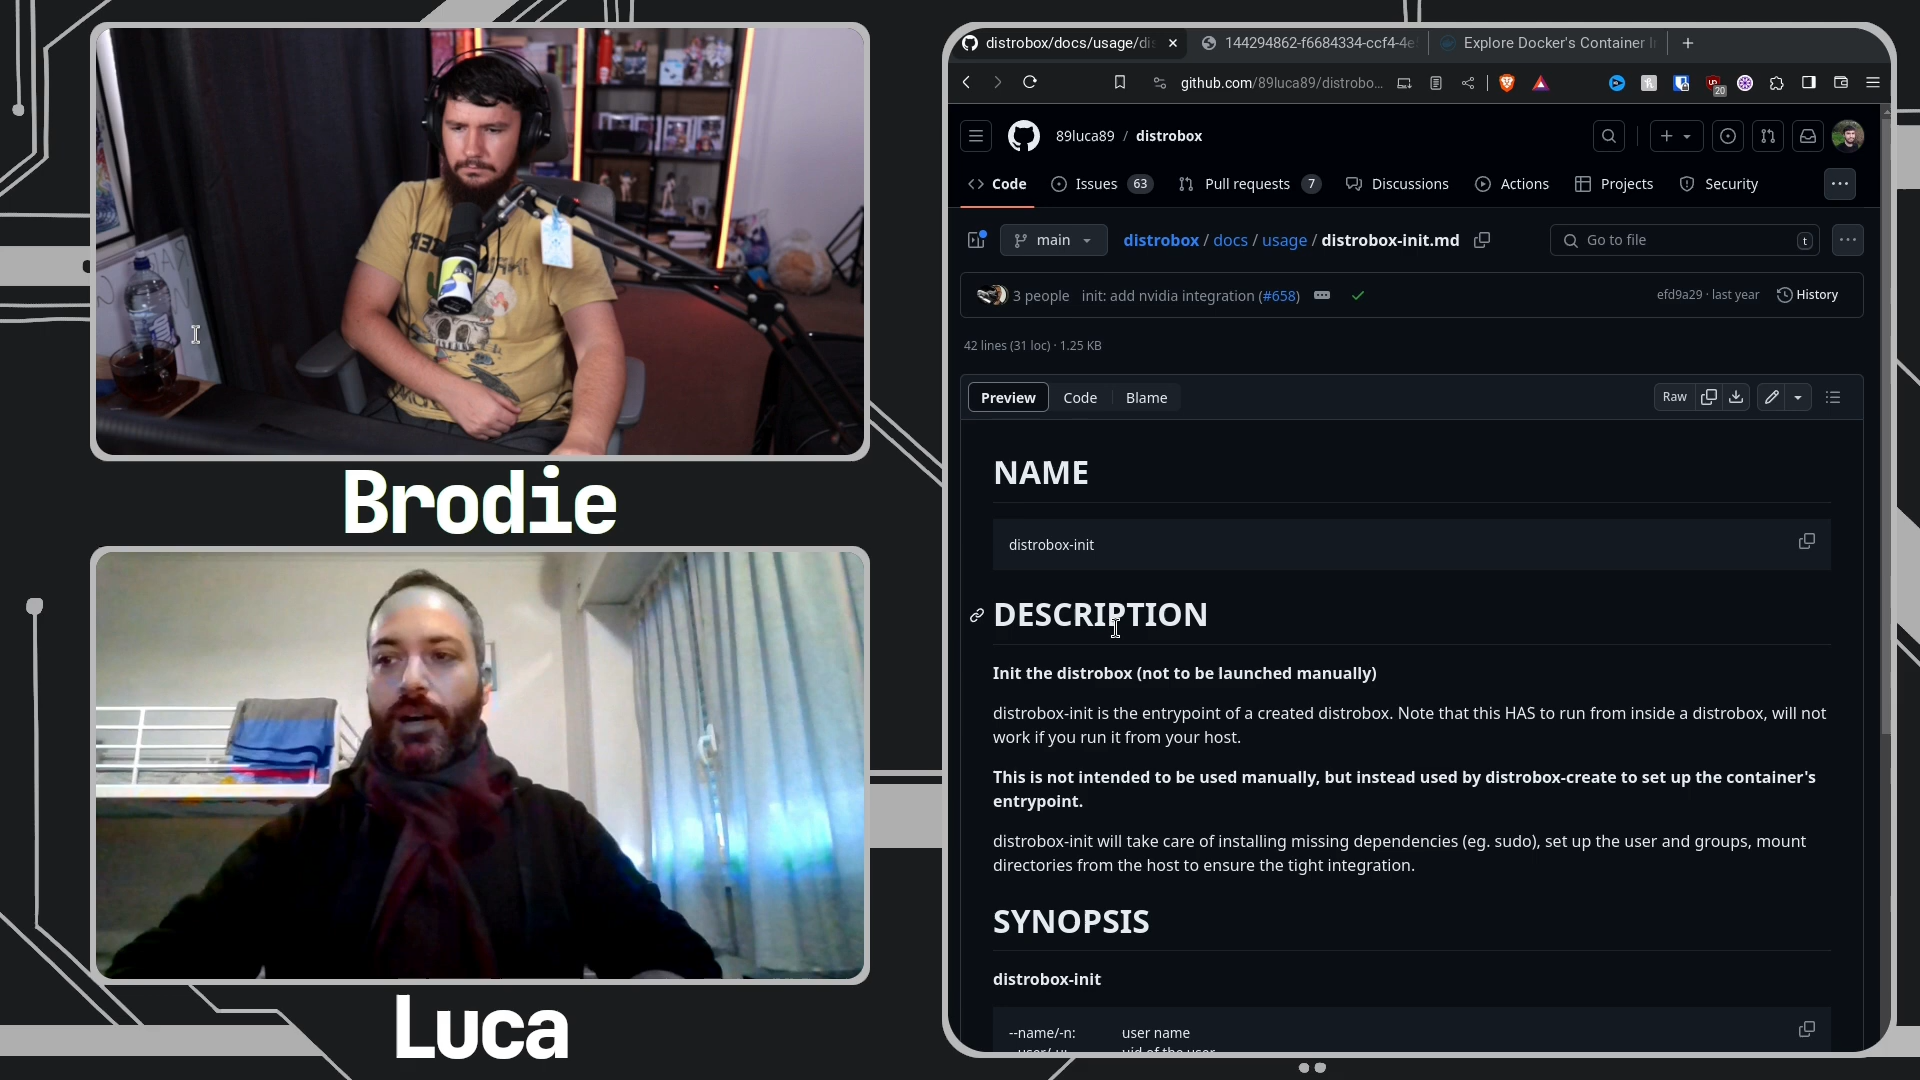 distrobox/docs/usage/di
144294862-f6684334-ccf4-4e
Explore Docker's Container I
github.com/89luca89/distrobo...
20
89luca89 / distrobox
Code
Issues 63
Pull requests 7
Discussions
Actions
Projects
Security
main
distrobox / docs / usage / distrobox-init.md
Go to file
t
3 people init: add nvidia integration (#658)
efd9a29 · last year
History
42 lines (31 loc) · 1.25 KB
Preview
Code
Blame
Raw
NAME
distrobox-init
DESCRIPTION
Init the distrobox (not to be launched manually)
distrobox-init is the entrypoint of a created distrobox. Note that this HAS to run from inside a distrobox, will not
work if you run it from your host.
This is not intended to be used manually, but instead used by distrobox-create to set up the container's
entrypoint.
distrobox-init will take care of installing missing dependencies (eg. sudo), set up the user and groups, mount
directories from the host to ensure the tight integration.
SYNOPSIS
distrobox-init
--name/-n: user name
Brodie
Luca